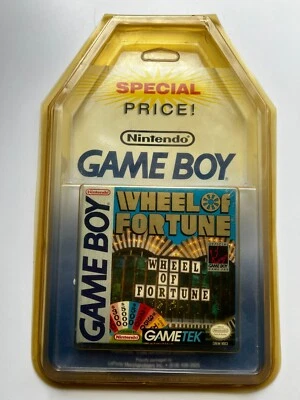 SPECIAL
PRICE!
Nintendo
GAME BOY
Nintendo
GAME BOY
WHEEL OF
FORTUNE
WHEEL
OF
FORTUNE
Nintendo
GAMETEK